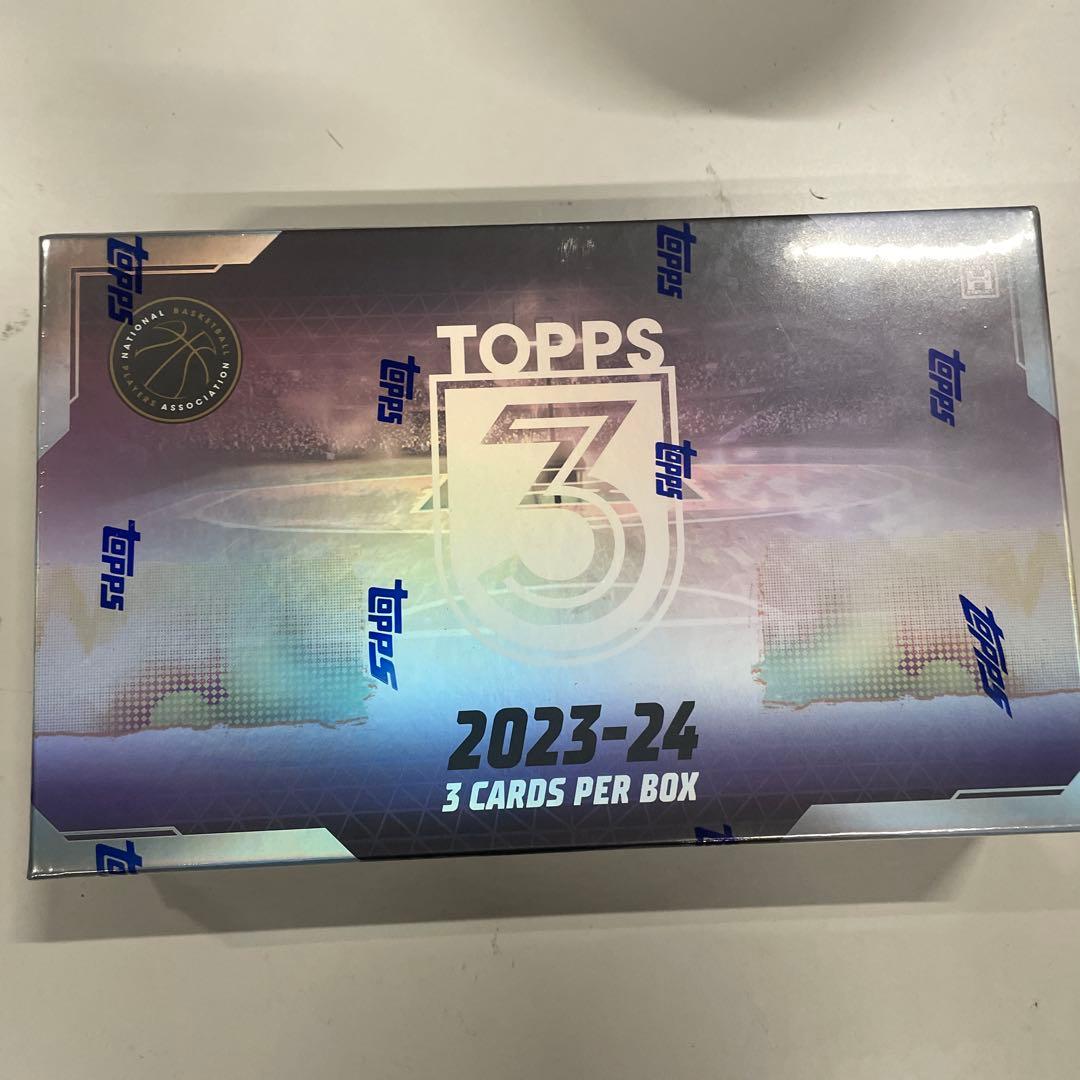 TOPPS
3
2023-24
3 CARDS PER BOX
NATIONAL BASKETBALL
PLAYERS ASSOCIATION
topps
topps
topps
topps
topps
topps
topps
topps
H